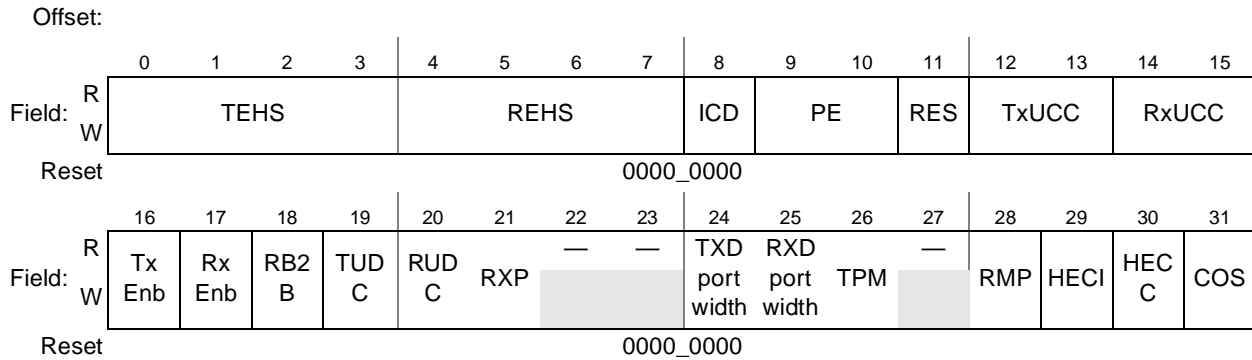 Offset:
0 1 2 3 4 5 6 7 8 9 10 11 12 13 14 15
Field: R W TEHS REHS ICD PE RES TxUCC RxUCC
Reset 0000_0000
16 17 18 19 20 21 22 23 24 25 26 27 28 29 30 31
Field: R W Tx Enb Rx Enb RB2 B TUD C RUD C RXP — — TXD port width RXD port width TPM — RMP HECI HEC C COS
Reset 0000_0000